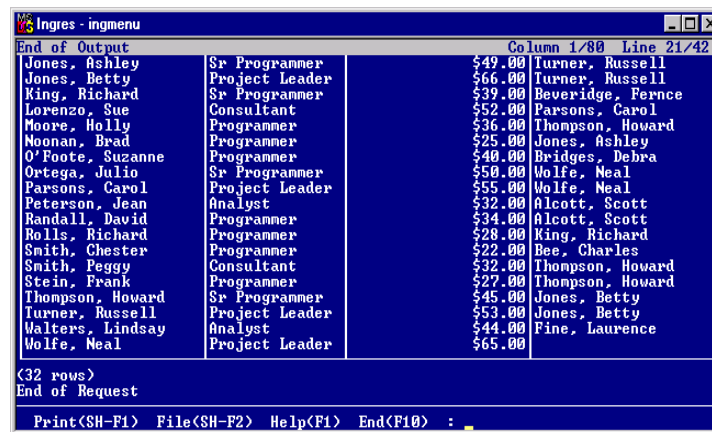 Ingres - ingmenu
End of Output Column 1/80 Line 21/42
Jones, Ashley Sr Programmer $49.00 Turner, Russell
Jones, Betty Project Leader $66.00 Turner, Russell
King, Richard Sr Programmer $39.00 Beveridge, Fernce
Lorenzo, Sue Consultant $52.00 Parsons, Carol
Moore, Holly Programmer $36.00 Thompson, Howard
Noonan, Brad Programmer $25.00 Jones, Ashley
O'Foote, Suzanne Programmer $40.00 Bridges, Debra
Ortega, Julio Sr Programmer $50.00 Wolfe, Neal
Parsons, Carol Project Leader $55.00 Wolfe, Neal
Peterson, Jean Analyst $32.00 Alcott, Scott
Randall, David Programmer $34.00 Alcott, Scott
Rolls, Richard Programmer $28.00 King, Richard
Smith, Chester Programmer $22.00 Bee, Charles
Smith, Peggy Consultant $32.00 Thompson, Howard
Stein, Frank Programmer $27.00 Thompson, Howard
Thompson, Howard Sr Programmer $45.00 Jones, Betty
Turner, Russell Project Leader $53.00 Jones, Betty
Walters, Lindsay Analyst $44.00 Fine, Laurence
Wolfe, Neal Project Leader $65.00
(32 rows)
End of Request
Print(SH-F1) File(SH-F2) Help(F1) End(F10) : _